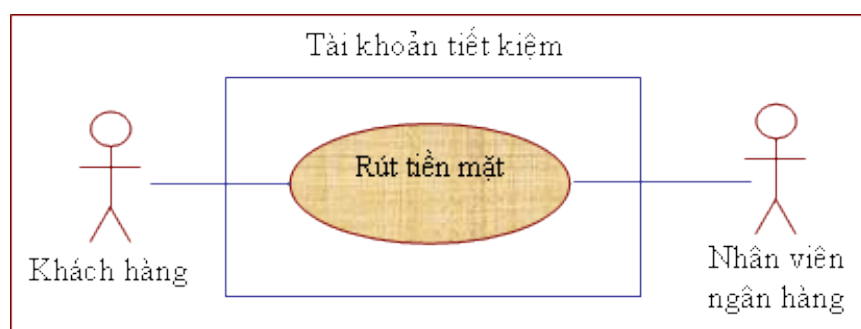 Tài khoản tiết kiệm
Rút tiền mặt
Khách hàng
Nhân viên
ngân hàng